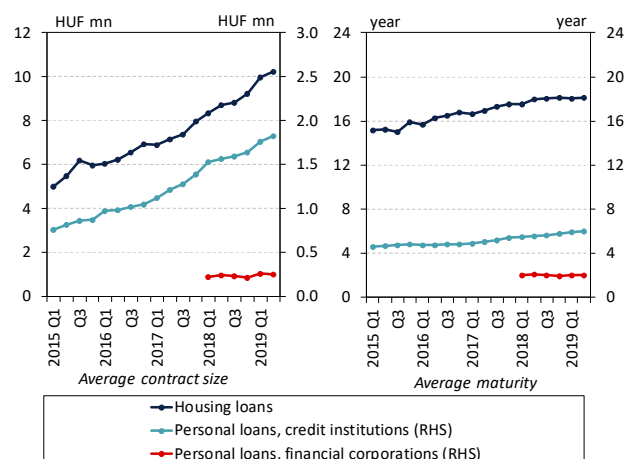 HUF mn HUF mn year year
12 3.0 24 24
10 2.5 20 20
8 2.0 16 16
6 1.5 12 12
4 1.0 8 8
2 0.5 4 4
0 0.0 0 0
2015 Q1 Q3 2016 Q1 Q3 2017 Q1 Q3 2018 Q1 Q3 2019 Q1
2015 Q1 Q3 2016 Q1 Q3 2017 Q1 Q3 2018 Q1 Q3 2019 Q1
Average contract size Average maturity
Housing loans
Personal loans, credit institutions (RHS)
Personal loans, financial corporations (RHS)